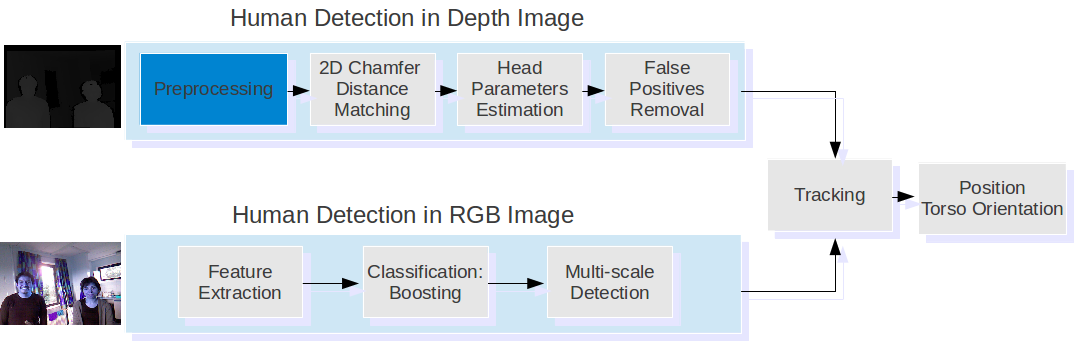 Human Detection in Depth Image
Preprocessing
2D Chamfer
Distance
Matching
Head
Parameters
Estimation
False
Positives
Removal
Tracking
Position
Torso Orientation
Human Detection in RGB Image
Feature
Extraction
Classification:
Boosting
Multi-scale
Detection